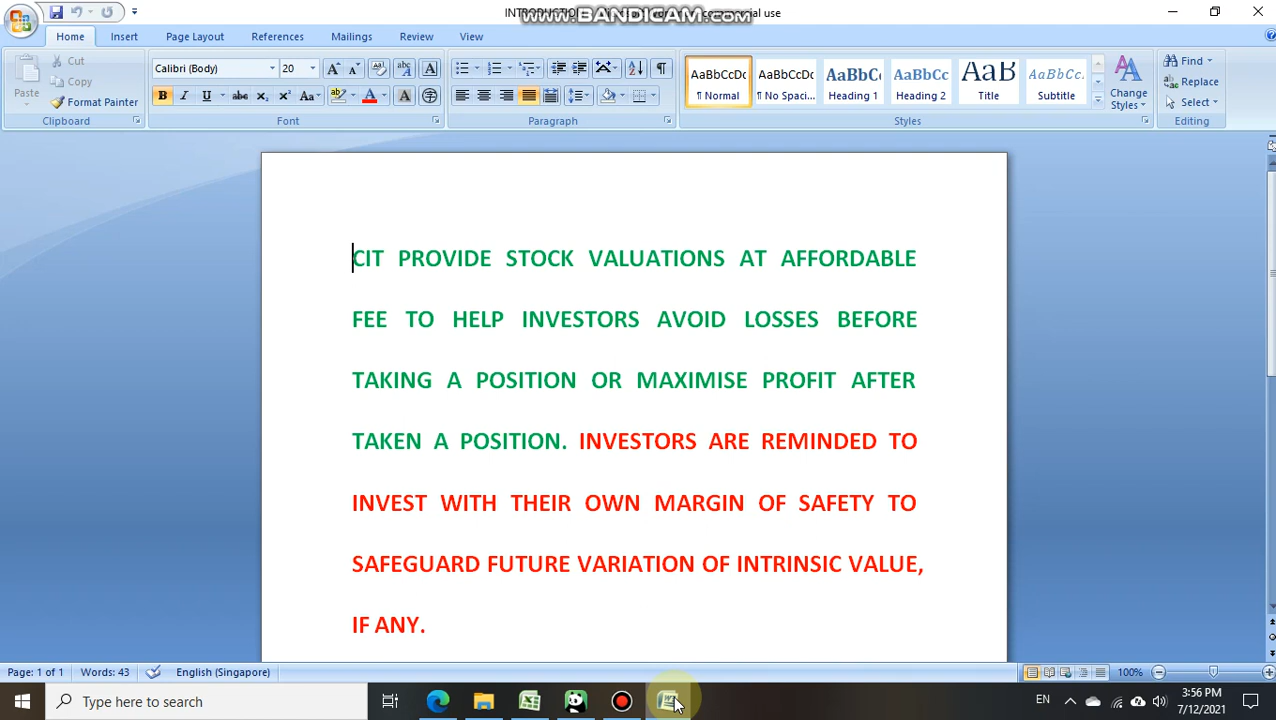 INTRODUCTION
www.BANDICAM.com
commercial use
Home Insert Page Layout References Mailings Review View
Paste
Cut
Copy
Format Painter
Clipboard
Calibri (Body) 20
Font
Paragraph
AaBbCcDc AaBbCcDc AaBbCc AaBbCc AaB AaBbCc
¶ Normal ¶ No Spaci... Heading 1 Heading 2 Title Subtitle
Change Styles
Styles
Find
Replace
Select
Editing
CIT PROVIDE STOCK VALUATIONS AT AFFORDABLE
FEE TO HELP INVESTORS AVOID LOSSES BEFORE
TAKING A POSITION OR MAXIMISE PROFIT AFTER
TAKEN A POSITION. INVESTORS ARE REMINDED TO
INVEST WITH THEIR OWN MARGIN OF SAFETY TO
SAFEGUARD FUTURE VARIATION OF INTRINSIC VALUE,
IF ANY.
Page: 1 of 1 Words: 43 English (Singapore) 100%
Type here to search
EN
3:56 PM
7/12/2021